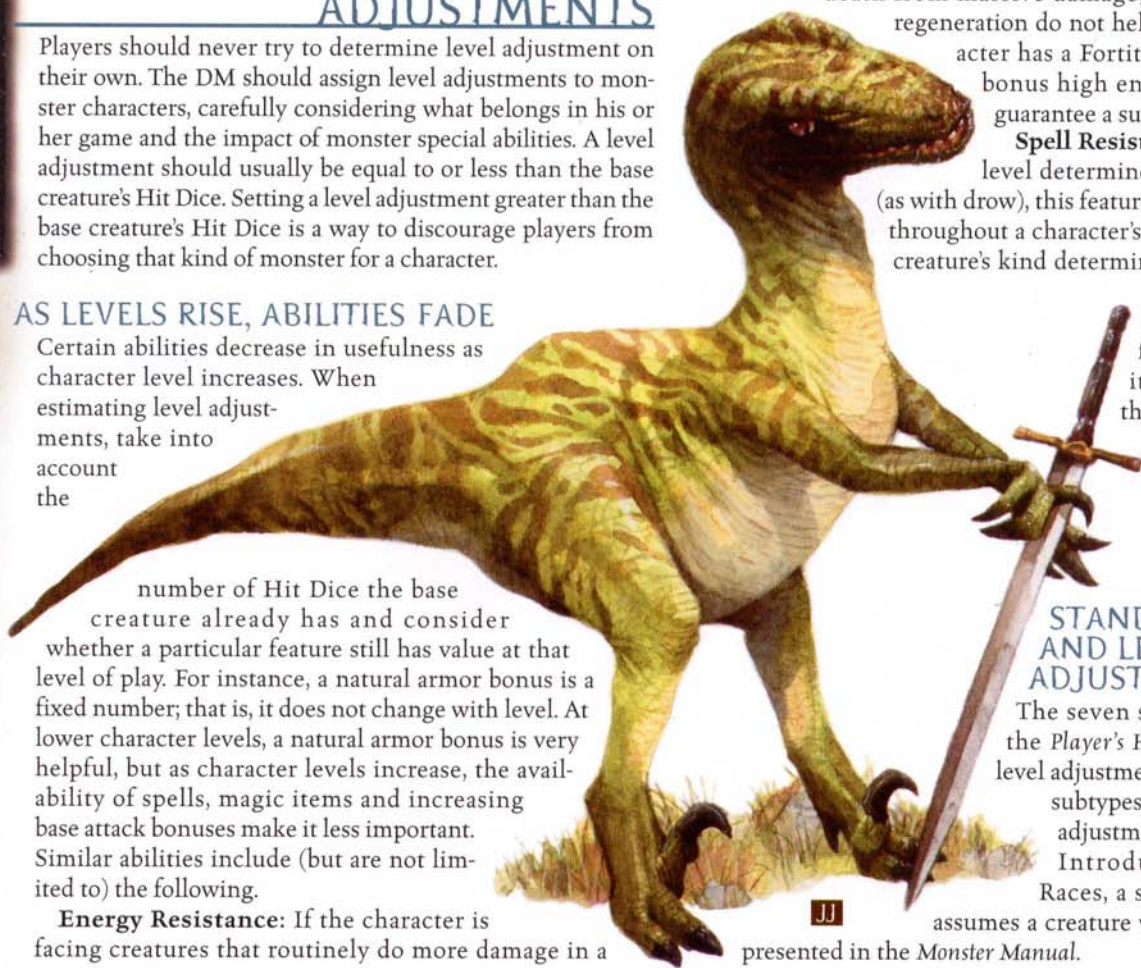 ADJUSTMENTS
Players should never try to determine level adjustment on
their own. The DM should assign level adjustments to mon-
ster characters, carefully considering what belongs in his or
her game and the impact of monster special abilities. A level
adjustment should usually be equal to or less than the base
creature's Hit Dice. Setting a level adjustment greater than the
base creature's Hit Dice is a way to discourage players from
choosing that kind of monster for a character.
AS LEVELS RISE, ABILITIES FADE
Certain abilities decrease in usefulness as
character level increases. When
estimating level adjust-
ments, take into
account
the
number of Hit Dice the base
creature already has and consider
whether a particular feature still has value at that
level of play. For instance, a natural armor bonus is a
fixed number; that is, it does not change with level. At
lower character levels, a natural armor bonus is very
helpful, but as character levels increase, the avail-
ability of spells, magic items and increasing
base attack bonuses make it less important.
Similar abilities include (but are not lim-
ited to) the following.
Energy Resistance: If the character is
facing creatures that routinely do more damage in a
regeneration do not hel
acter has a Fortit
bonus high en
guarantee a su
Spell Resist
level determine
(as with drow), this featur
throughout a character's
creature's kind determin
it
th
STAND
AND LE
ADJUST
The seven s
the Player's H
level adjustme
subtypes
adjustm
Introdu
Races, a s
assumes a creature
presented in the Monster Manual.
JJ